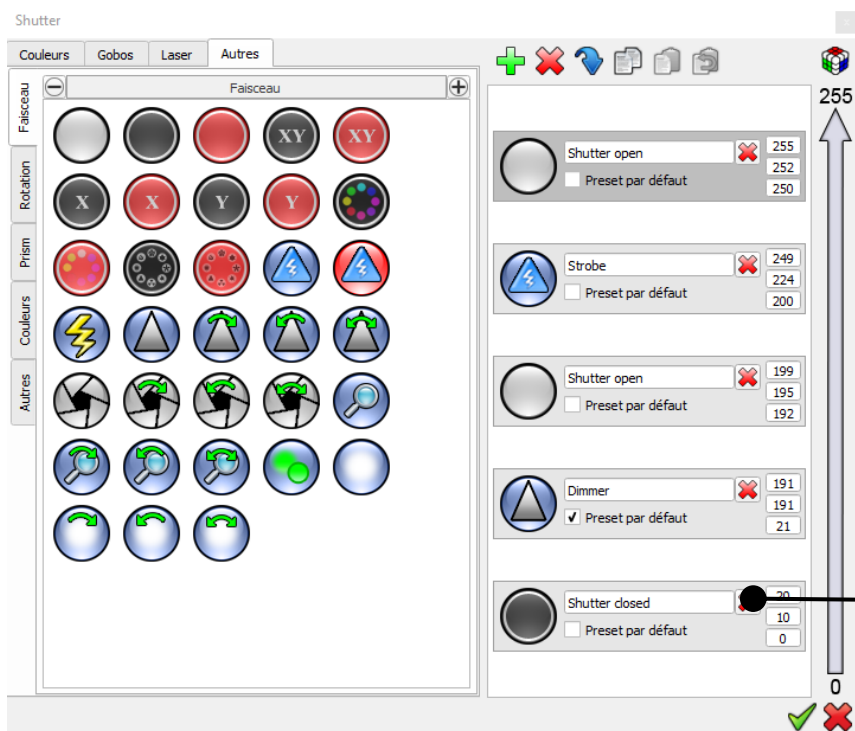 Shutter
x
Couleurs Gobos Laser Autres
Faisceau
Rotation
Prism
Couleurs
Autres
Faisceau
XY XY
X X Y Y
255
Shutter open
Preset par défaut
255
252
250
Strobe
Preset par défaut
249
224
200
Shutter open
Preset par défaut
199
195
192
Dimmer
Preset par défaut
191
191
21
Shutter closed
Preset par défaut
20
10
0
0